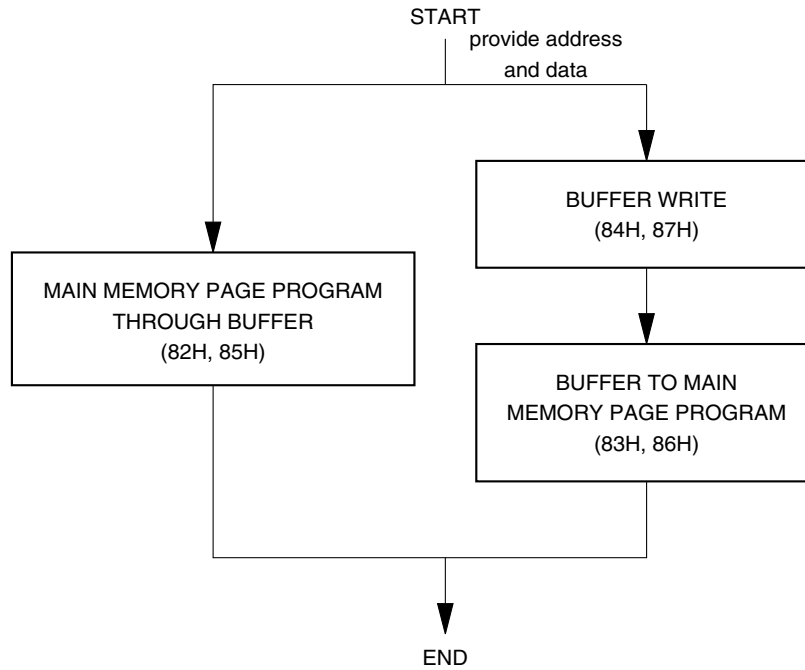 START
provide address
and data
BUFFER WRITE
(84H, 87H)
MAIN MEMORY PAGE PROGRAM
THROUGH BUFFER
(82H, 85H)
BUFFER TO MAIN
MEMORY PAGE PROGRAM
(83H, 86H)
END